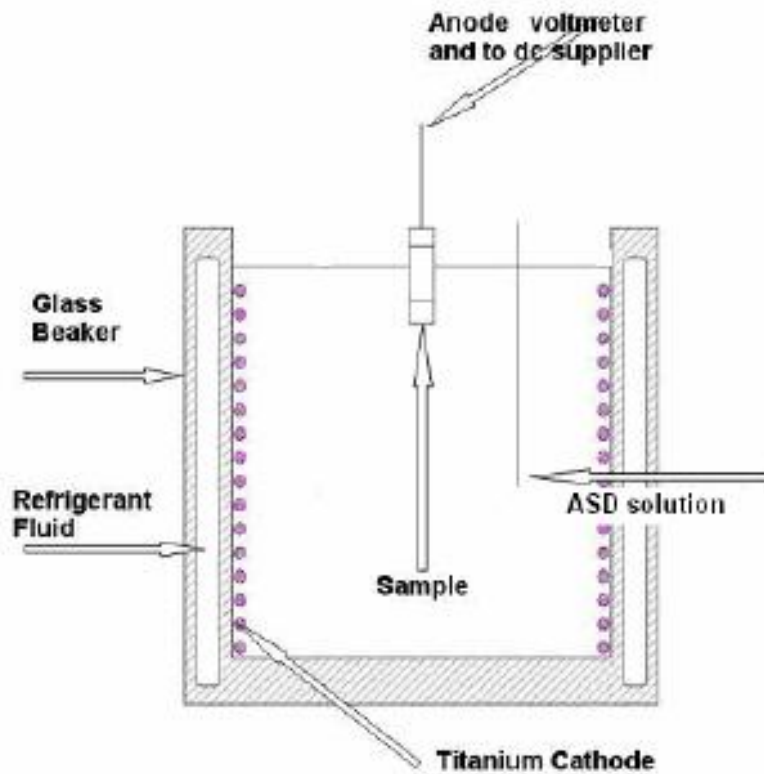 Anode voltmeter
and to dc supplier
Glass
Beaker
Refrigerant
Fluid
ASD solution
Sample
Titanium Cathode